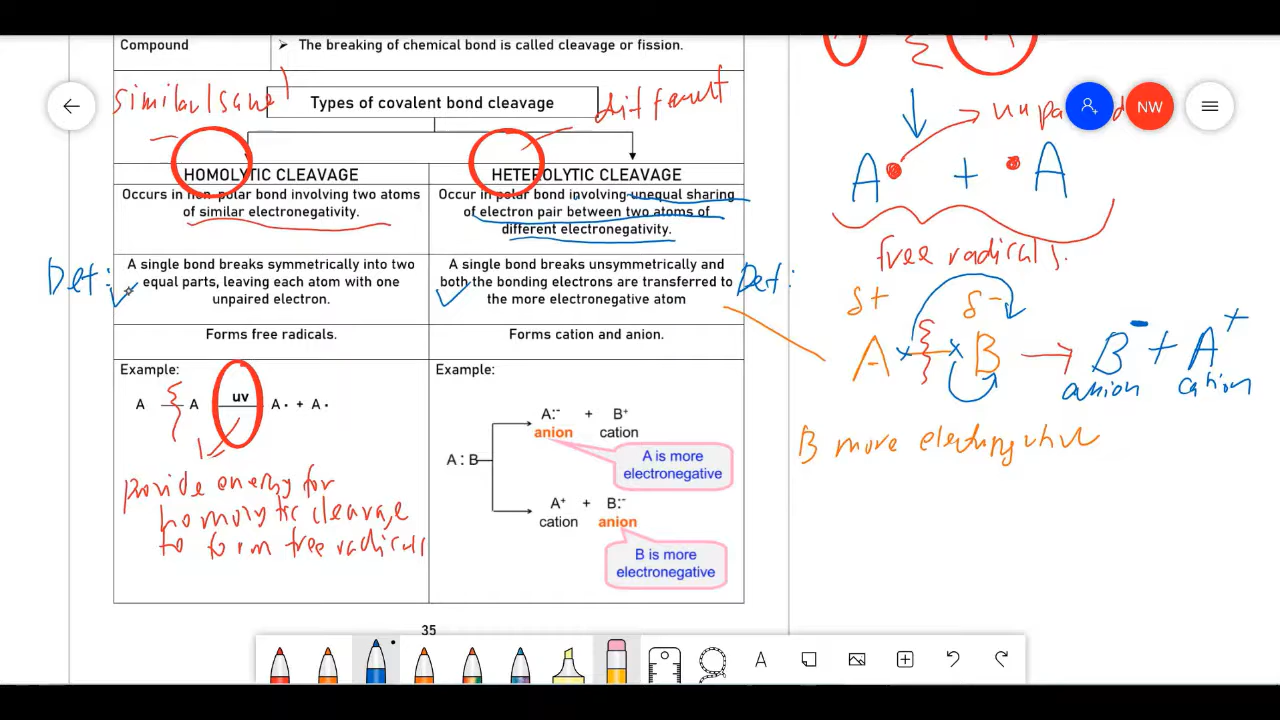 Compound
➤ The breaking of chemical bond is called cleavage or fission.
similar/same
different
Types of covalent bond cleavage
NW
HOMOLYTIC CLEAVAGE
HETEROLYTIC CLEAVAGE
Occurs in non-polar bond involving two atoms
of similar electronegativity.
Occur in polar bond involving unequal sharing
of electron pair between two atoms of
different electronegativity.
Def:
A single bond breaks symmetrically into two
equal parts, leaving each atom with one
unpaired electron.
A single bond breaks unsymmetrically and
both the bonding electrons are transferred to
the more electronegative atom
Def:
Forms free radicals.
Forms cation and anion.
Example:
A A uv A• + A•
provide energy for
homolytic cleavage
to form free radicals
Example:
A : B
A:⁻ + B⁺
anion cation
A is more
electronegative
A⁺ + B:⁻
cation anion
B is more
electronegative
35
A• + •A
free radicals.
δ+ δ-
A B → B⁻ + A⁺
anion cation
B more electronegative
A